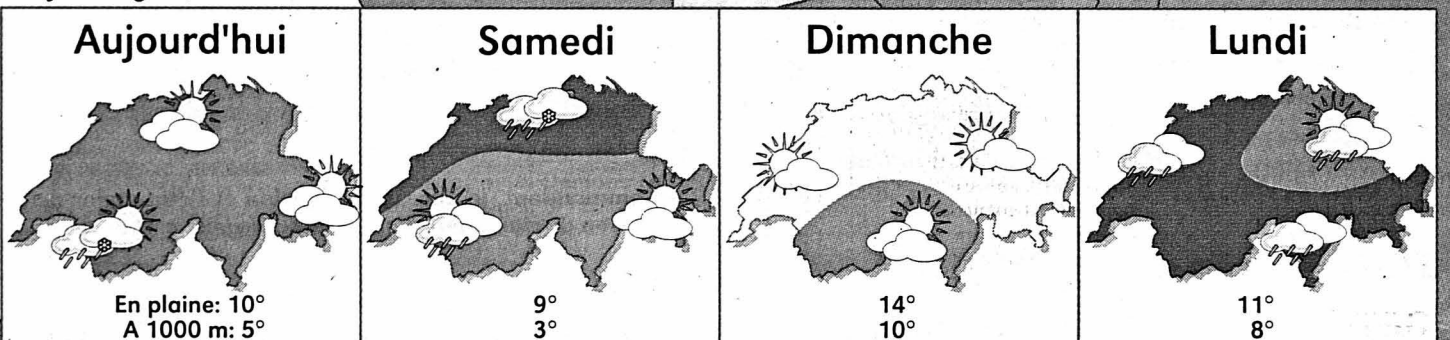 Aujourd'hui
En plaine: 10°
A 1000 m: 5°
Samedi
9°
3°
Dimanche
14°
10°
Lundi
11°
8°